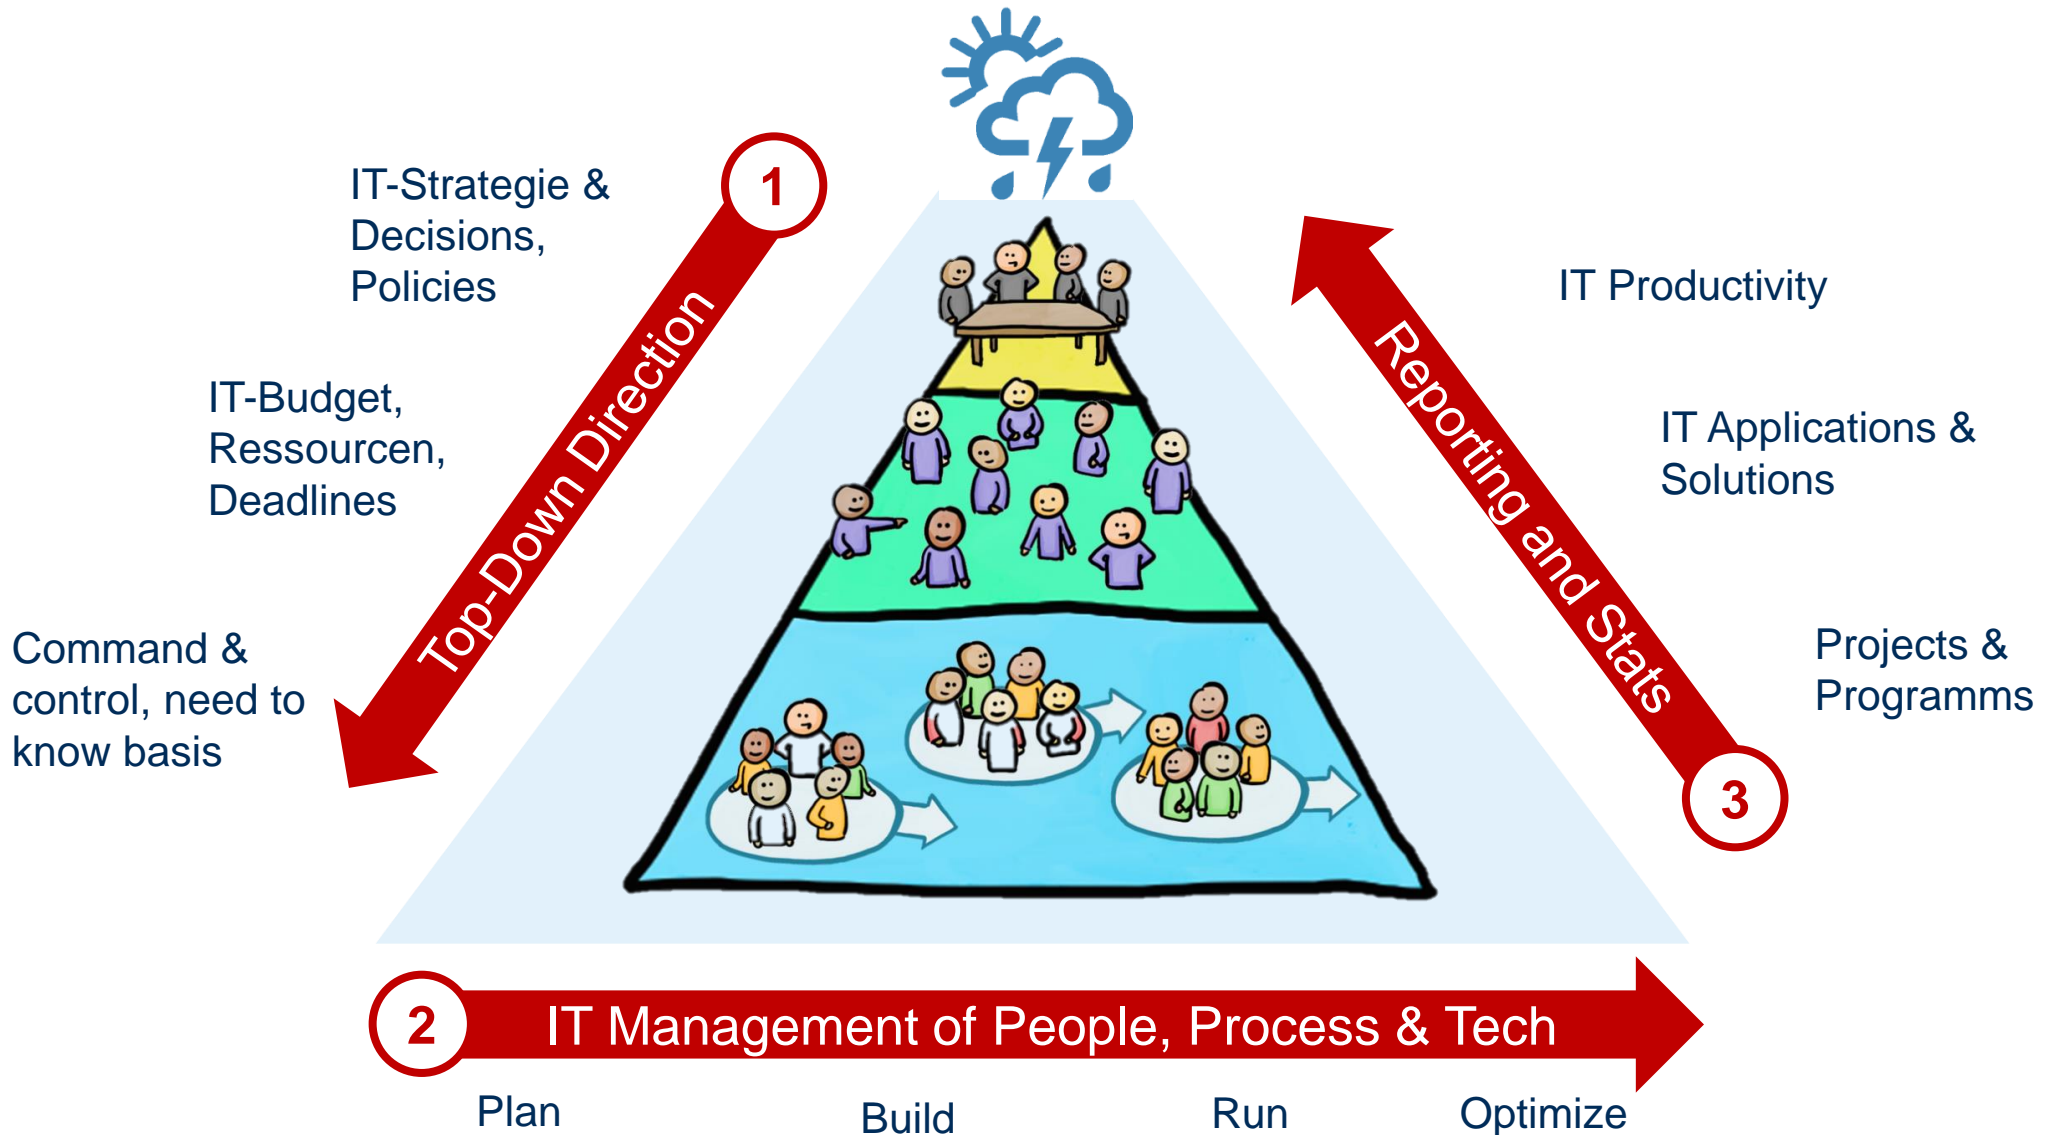 1
IT-Strategie &
Decisions,
Policies
IT-Budget,
Ressourcen,
Deadlines
Command &
control, need to
know basis
Top-Down Direction
Reporting and Stats
IT Productivity
IT Applications &
Solutions
Projects &
Programms
3
2
IT Management of People, Process & Tech
Plan
Build
Run
Optimize